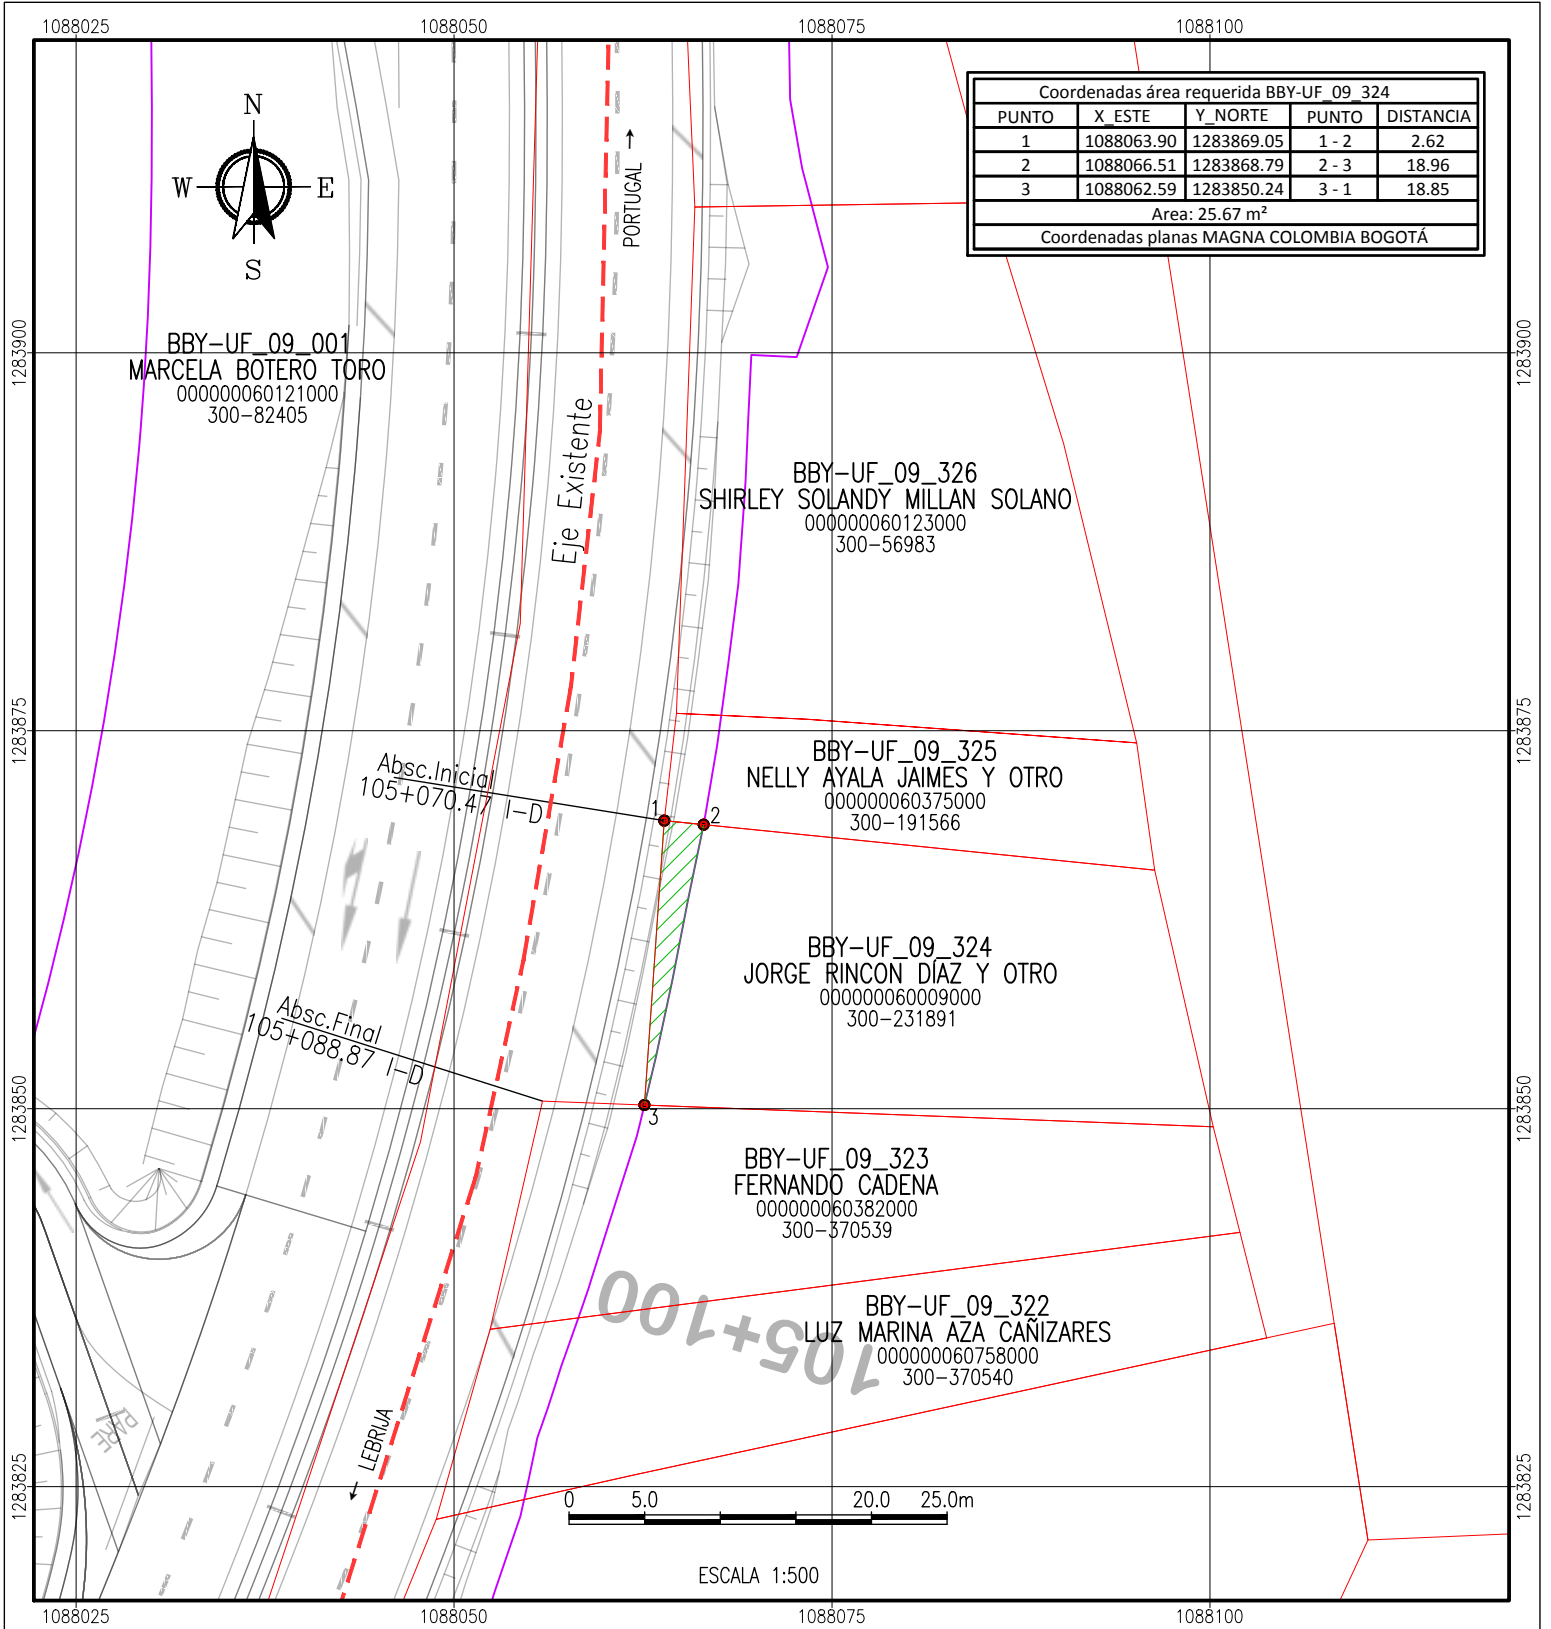 1088025 1088050 1088075 1088100
Coordenadas área requerida BBY-UF_09_324
PUNTO X_ESTE Y_NORTE PUNTO DISTANCIA
1 1088063.90 1283869.05 1 - 2 2.62
2 1088066.51 1283868.79 2 - 3 18.96
3 1088062.59 1283850.24 3 - 1 18.85
Area: 25.67 m²
Coordenadas planas MAGNA COLOMBIA BOGOTÁ
N
W E
S
PORTUGAL
1283900 1283900
BBY-UF_09_001
MARCELA BOTERO TORO
000000060121000
300-82405
Eje Existente
BBY-UF_09_326
SHIRLEY SOLANDY MILLAN SOLANO
000000060123000
300-56983
1283875 1283875
BBY-UF_09_325
NELLY AYALA JAIMES Y OTRO
000000060375000
300-191566
Absc.Inicial
105+070.47 I-D
1
2
BBY-UF_09_324
JORGE RINCON DÍAZ Y OTRO
000000060009000
300-231891
Absc.Final
105+088.87 I-D
1283850 1283850
3
BBY-UF_09_323
FERNANDO CADENA
000000060382000
300-370539
105+100
BBY-UF_09_322
LUZ MARINA AZA CAÑIZARES
000000060758000
300-370540
PARE
LEBRIJA
1283825 1283825
0 5.0 20.0 25.0m
ESCALA 1:500
1088025 1088050 1088075 1088100